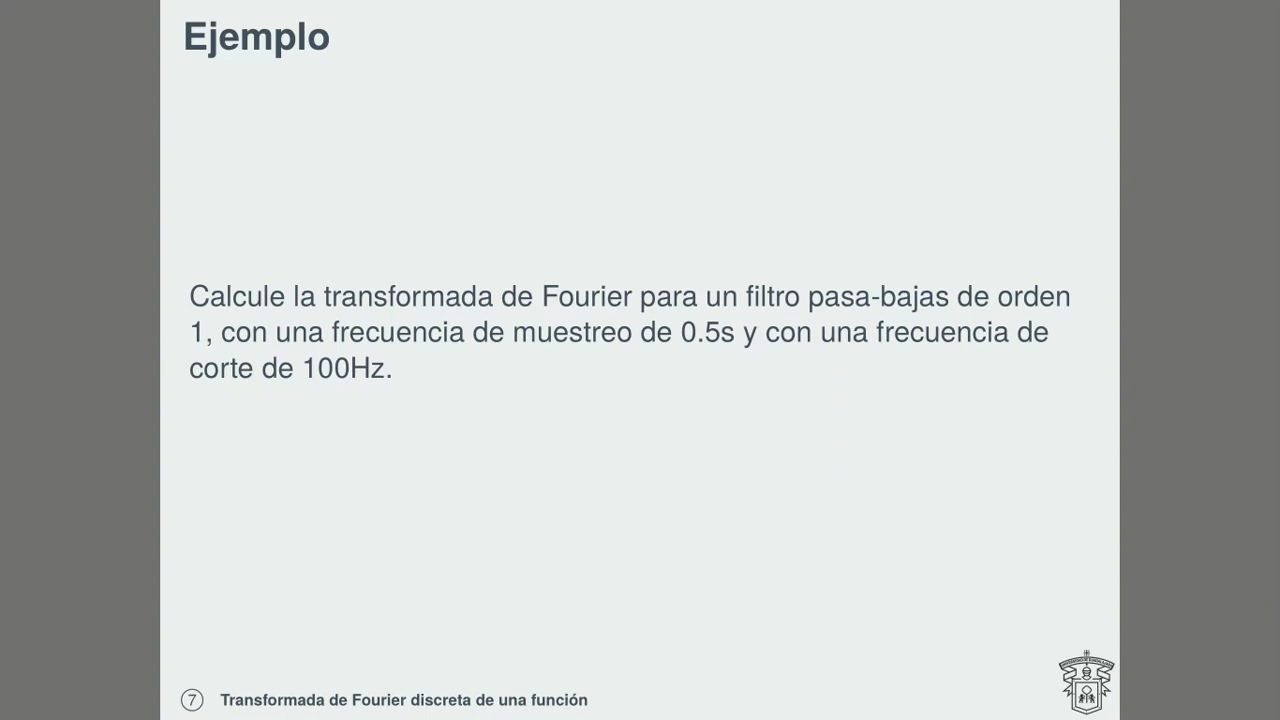 Ejemplo
Calcule la transformada de Fourier para un filtro pasa-bajas de orden
1, con una frecuencia de muestreo de 0.5s y con una frecuencia de
corte de 100Hz.
7 Transformada de Fourier discreta de una función